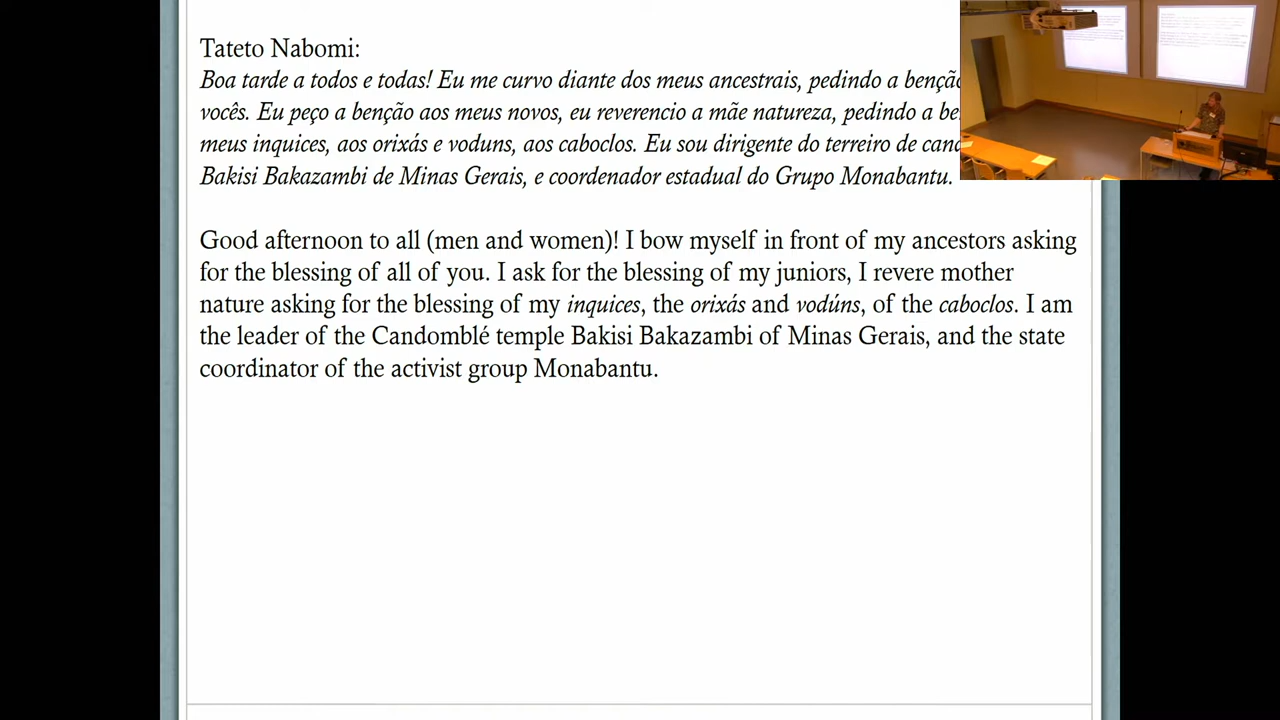 Tateto Nabomi:
Boa tarde a todos e todas! Eu me curvo diante dos meus ancestrais, pedindo a benção
vocês. Eu peço a benção aos meus novos, eu reverencio a mãe natureza, pedindo a
meus inquices, aos orixás e voduns, aos caboclos. Eu sou dirigente do terreiro de
Bakisi Bakazambi de Minas Gerais, e coordenador estadual do Grupo Monabantu.
Good afternoon to all (men and women)! I bow myself in front of my ancestors asking
for the blessing of all of you. I ask for the blessing of my juniors, I revere mother
nature asking for the blessing of my inquices, the orixás and vodúns, of the caboclos. I am
the leader of the Candomblé temple Bakisi Bakazambi of Minas Gerais, and the state
coordinator of the activist group Monabantu.